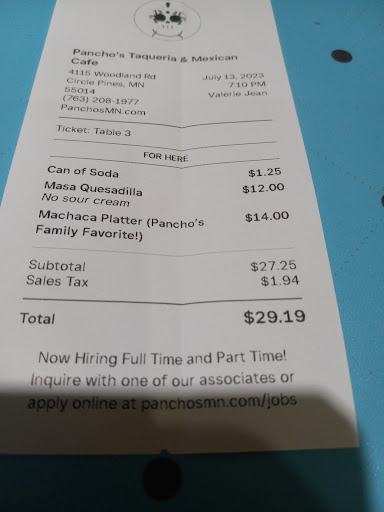 Pancho's Taqueria & Mexican
Cafe
4115 Woodland Rd July 13, 2023
Circle Pines, MN 7:10 PM
55014 Valerie Jean
(763) 208-1977
PanchosMN.com
Ticket: Table 3
FOR HERE
Can of Soda $1.25
Masa Quesadilla $12.00
No sour cream
Machaca Platter (Pancho's $14.00
Family Favorite!)
Subtotal $27.25
Sales Tax $1.94
Total $29.19
Now Hiring Full Time and Part Time!
Inquire with one of our associates or
apply online at panchosmn.com/jobs